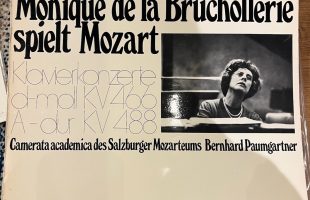 Monique de la Bruchollerie
spielt Mozart
Klavierkonzerte
d-moll KV 466
A-dur KV 488
Camerata academica des Salzburger Mozarteums Bernhard Paumgartner